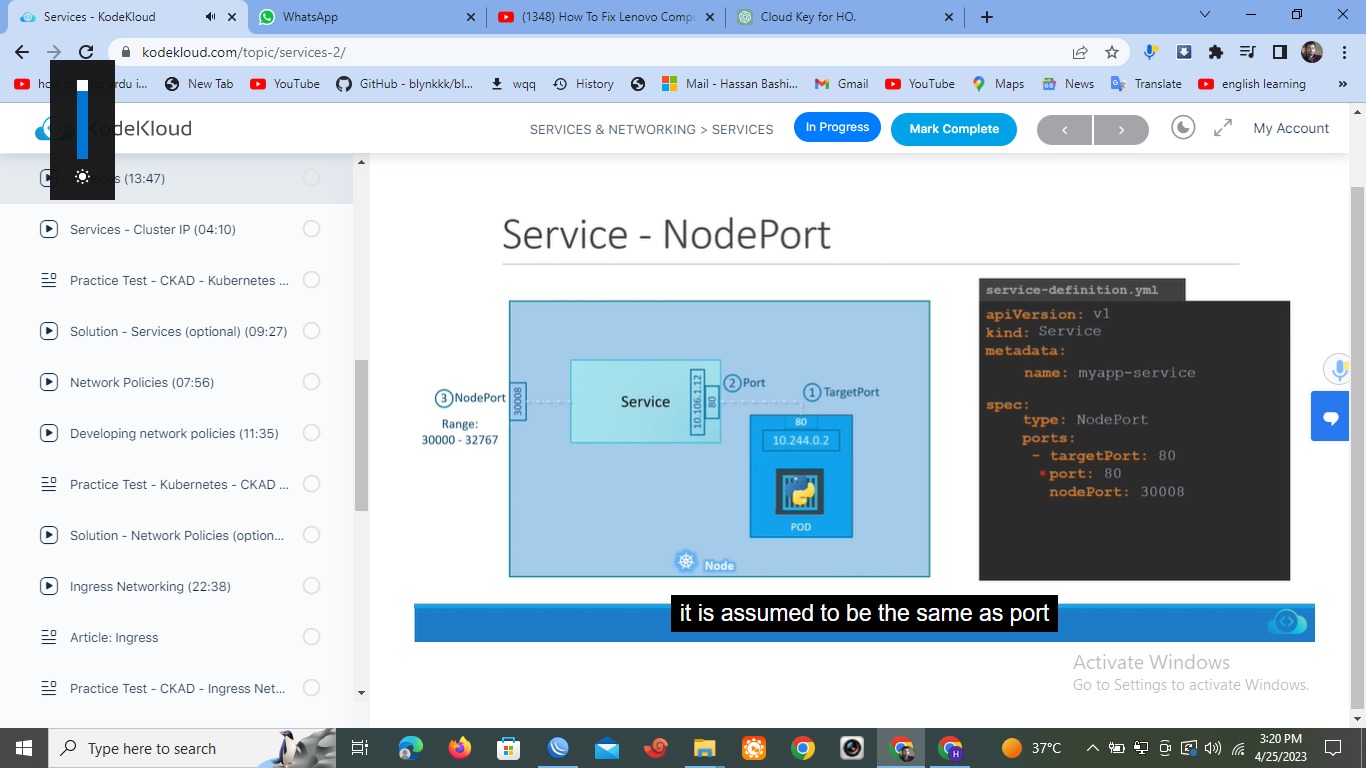 Services - KodeKloud
WhatsApp
(1348) How To Fix Lenovo Compu
Cloud Key for HO.
kodekloud.com/topic/services-2/
New Tab
YouTube
GitHub - blynkkk/bl...
wqq
History
Mail - Hassan Bashi...
Gmail
YouTube
Maps
News
Translate
english learning
»
KodeKloud
SERVICES & NETWORKING > SERVICES
In Progress
Mark Complete
<
>
My Account
(13:47)
Services - Cluster IP (04:10)
Practice Test - CKAD - Kubernetes ...
Solution - Services (optional) (09:27)
Network Policies (07:56)
Developing network policies (11:35)
Practice Test - Kubernetes - CKAD ...
Solution - Network Policies (option...
Ingress Networking (22:38)
Article: Ingress
Practice Test - CKAD - Ingress Net...
Service - NodePort
3 NodePort
Range:
30000 - 32767
30008
Service
10.106.1.12
80
2 Port
1 TargetPort
80
10.244.0.2
POD
Node
service-definition.yml
apiVersion: v1
kind: Service
metadata:
name: myapp-service
spec:
type: NodePort
ports:
- targetPort: 80
*port: 80
nodePort: 30008
it is assumed to be the same as port
Activate Windows
Go to Settings to activate Windows.
Type here to search
37°C
3:20 PM
4/25/2023